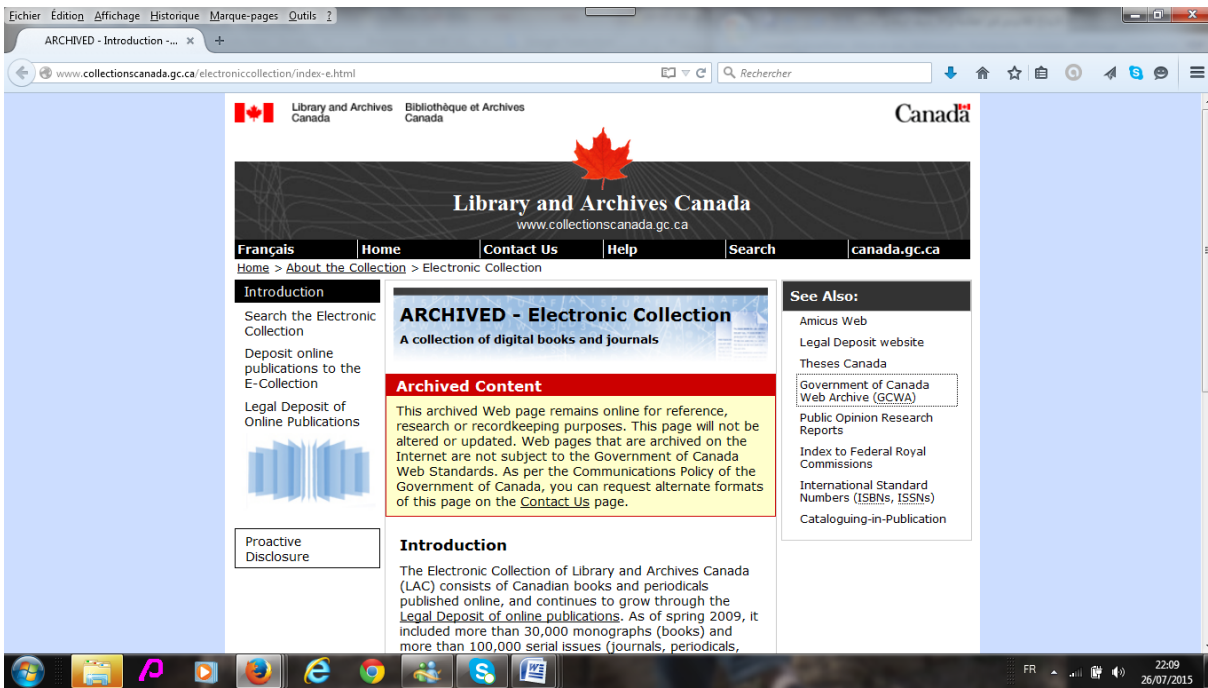 Fichier Édition Affichage Historique Marque-pages Outils ?
ARCHIVED - Introduction -... × +
www.collectionscanada.gc.ca/electroniccollection/index-e.html
Rechercher
Library and Archives Canada
Bibliothèque et Archives Canada
Canada
Library and Archives Canada
www.collectionscanada.gc.ca
Français Home Contact Us Help Search canada.gc.ca
Home > About the Collection > Electronic Collection
Introduction
Search the Electronic
Collection
Deposit online
publications to the
E-Collection
Legal Deposit of
Online Publications
Proactive
Disclosure
ARCHIVED - Electronic Collection
A collection of digital books and journals
Archived Content
This archived Web page remains online for reference,
research or recordkeeping purposes. This page will not be
altered or updated. Web pages that are archived on the
Internet are not subject to the Government of Canada
Web Standards. As per the Communications Policy of the
Government of Canada, you can request alternate formats
of this page on the Contact Us page.
Introduction
The Electronic Collection of Library and Archives Canada
(LAC) consists of Canadian books and periodicals
published online, and continues to grow through the
Legal Deposit of online publications. As of spring 2009, it
included more than 30,000 monographs (books) and
more than 100,000 serial issues (journals, periodicals,
See Also:
Amicus Web
Legal Deposit website
Theses Canada
Government of Canada
Web Archive (GCWA)
Public Opinion Research
Reports
Index to Federal Royal
Commissions
International Standard
Numbers (ISBNs, ISSNs)
Cataloguing-in-Publication
FR
22:09
26/07/2015